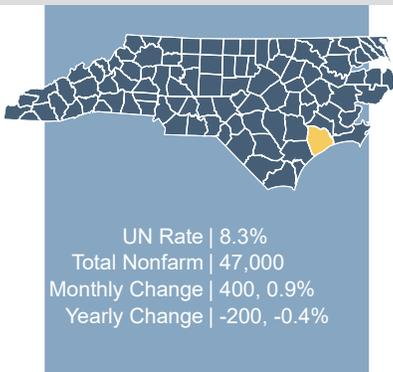 UN Rate | 8.3%
Total Nonfarm | 47,000
Monthly Change | 400, 0.9%
Yearly Change | -200, -0.4%